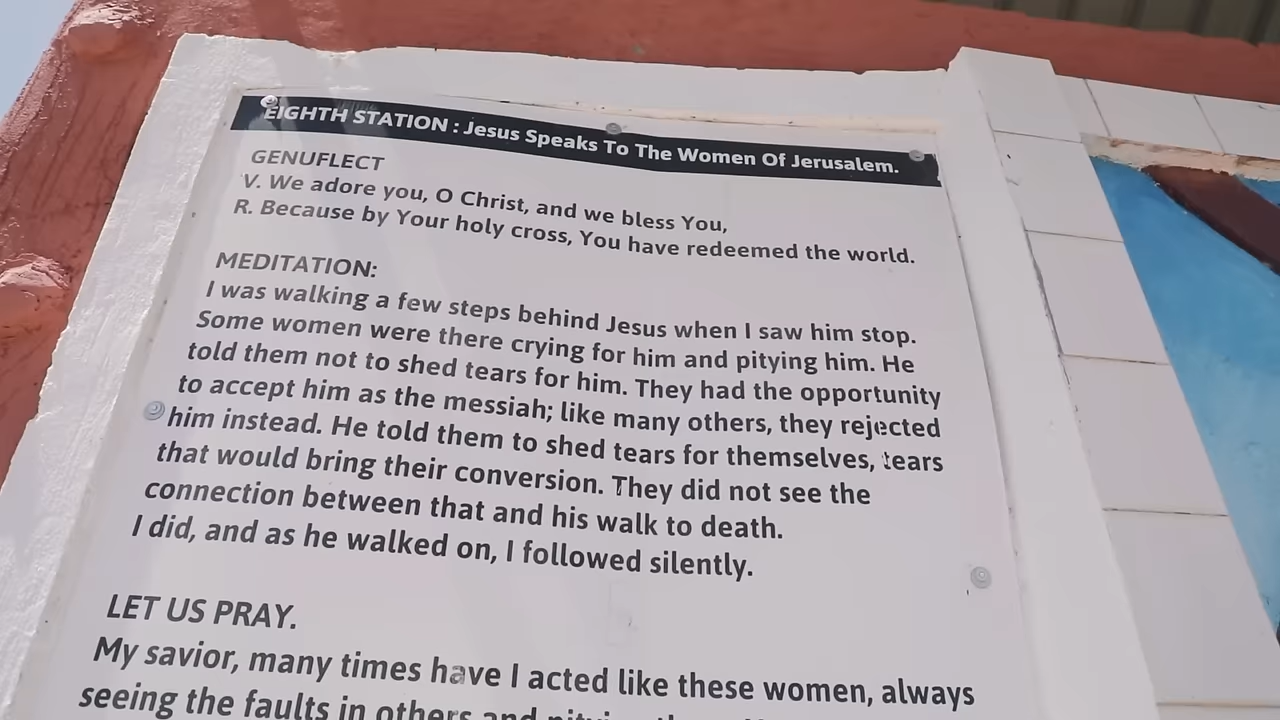 EIGHTH STATION : Jesus Speaks To The Women Of Jerusalem.
GENUFLECT
V. We adore you, O Christ, and we bless You,
R. Because by Your holy cross, You have redeemed the world.
MEDITATION:
I was walking a few steps behind Jesus when I saw him stop.
Some women were there crying for him and pitying him. He
told them not to shed tears for him. They had the opportunity
to accept him as the messiah; like many others, they rejected
him instead. He told them to shed tears for themselves, tears
that would bring their conversion. They did not see the
connection between that and his walk to death.
I did, and as he walked on, I followed silently.
LET US PRAY.
My savior, many times have I acted like these women, always
seeing the faults in others and